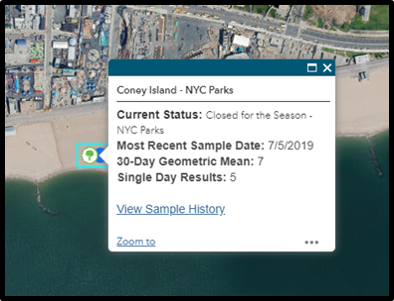 Coney Island - NYC Parks
Current Status: Closed for the Season -
NYC Parks
Most Recent Sample Date: 7/5/2019
30-Day Geometric Mean: 7
Single Day Results: 5
View Sample History
Zoom to